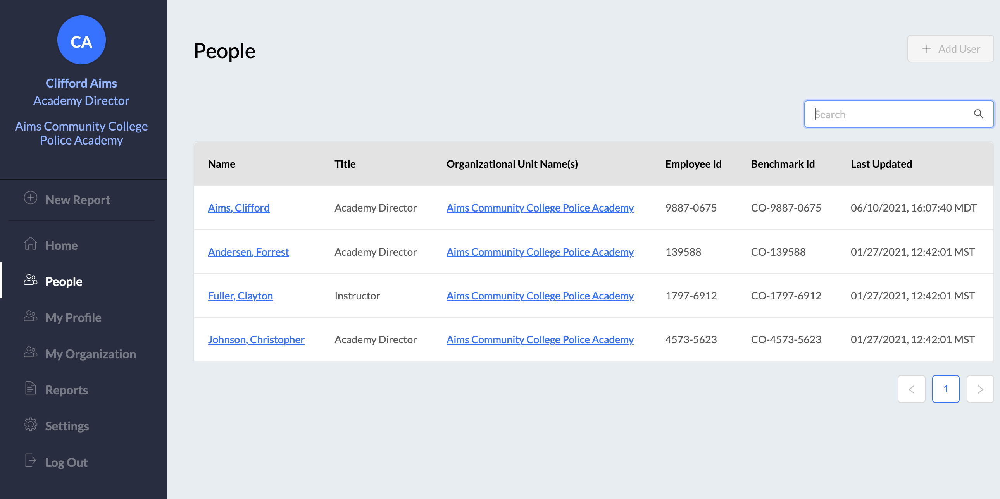 CA
Clifford Aims
Academy Director
Aims Community College
Police Academy
New Report
Home
People
My Profile
My Organization
Reports
Settings
Log Out
People
+ Add User
Search
Name Title Organizational Unit Name(s) Employee Id Benchmark Id Last Updated
Aims, Clifford Academy Director Aims Community College Police Academy 9887-0675 CO-9887-0675 06/10/2021, 16:07:40 MDT
Andersen, Forrest Academy Director Aims Community College Police Academy 139588 CO-139588 01/27/2021, 12:42:01 MST
Fuller, Clayton Instructor Aims Community College Police Academy 1797-6912 CO-1797-6912 01/27/2021, 12:42:01 MST
Johnson, Christopher Academy Director Aims Community College Police Academy 4573-5623 CO-4573-5623 01/27/2021, 12:42:01 MST
< 1 >